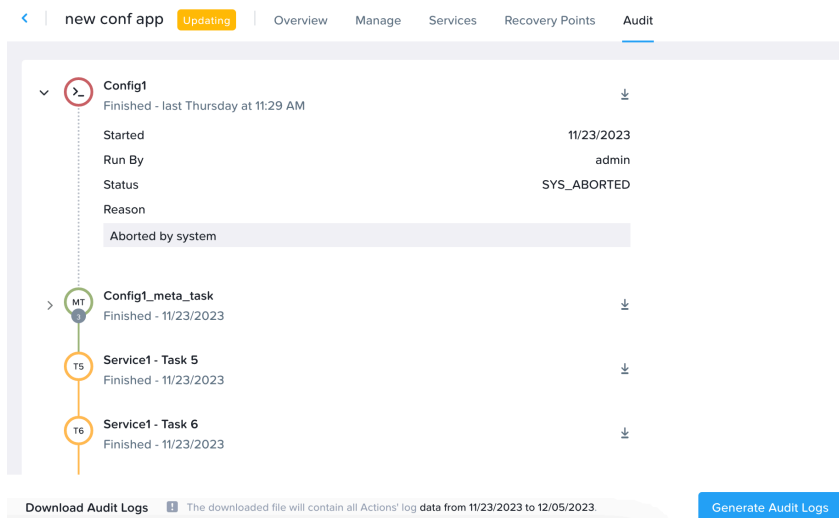 new conf app Updating Overview Manage Services Recovery Points Audit
>_ Config1
Finished - last Thursday at 11:29 AM
Started 11/23/2023
Run By admin
Status SYS_ABORTED
Reason
Aborted by system
MT Config1_meta_task
3 Finished - 11/23/2023
T5 Service1 - Task 5
Finished - 11/23/2023
T6 Service1 - Task 6
Finished - 11/23/2023
Download Audit Logs ! The downloaded file will contain all Actions' log data from 11/23/2023 to 12/05/2023. Generate Audit Logs